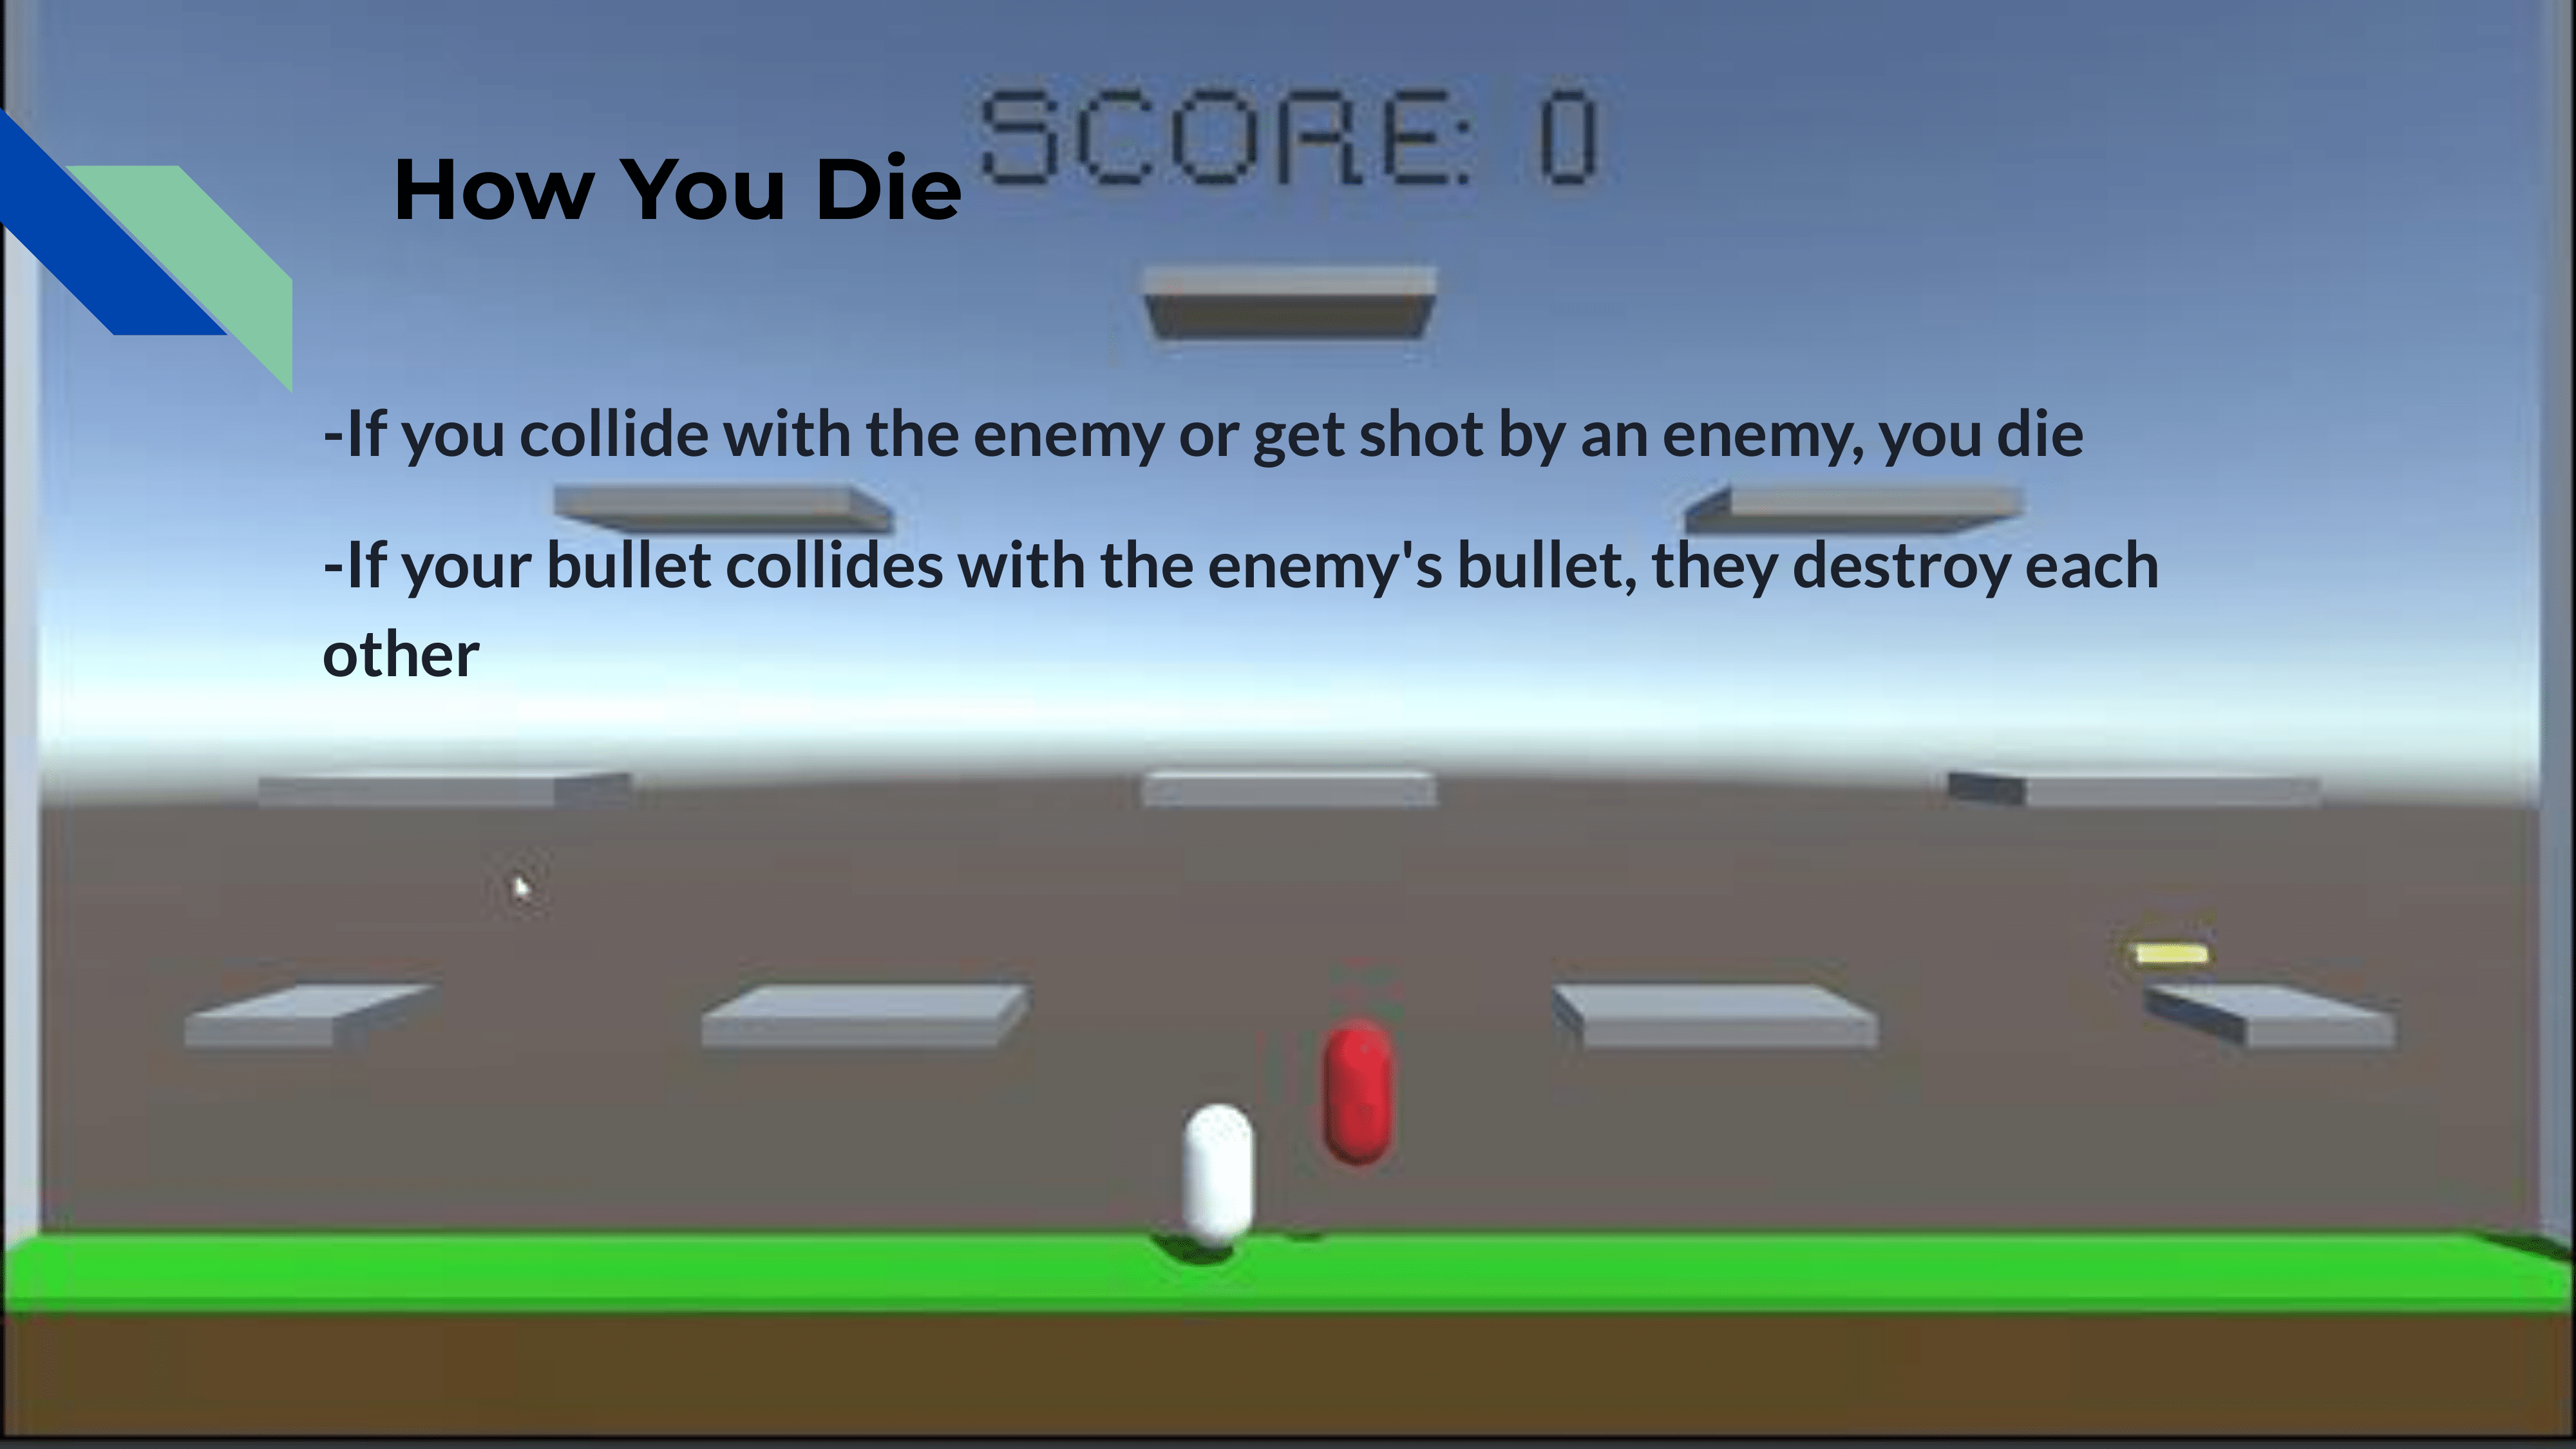 SCORE: 0
How You Die
-If you collide with the enemy or get shot by an enemy, you die
-If your bullet collides with the enemy's bullet, they destroy each
other